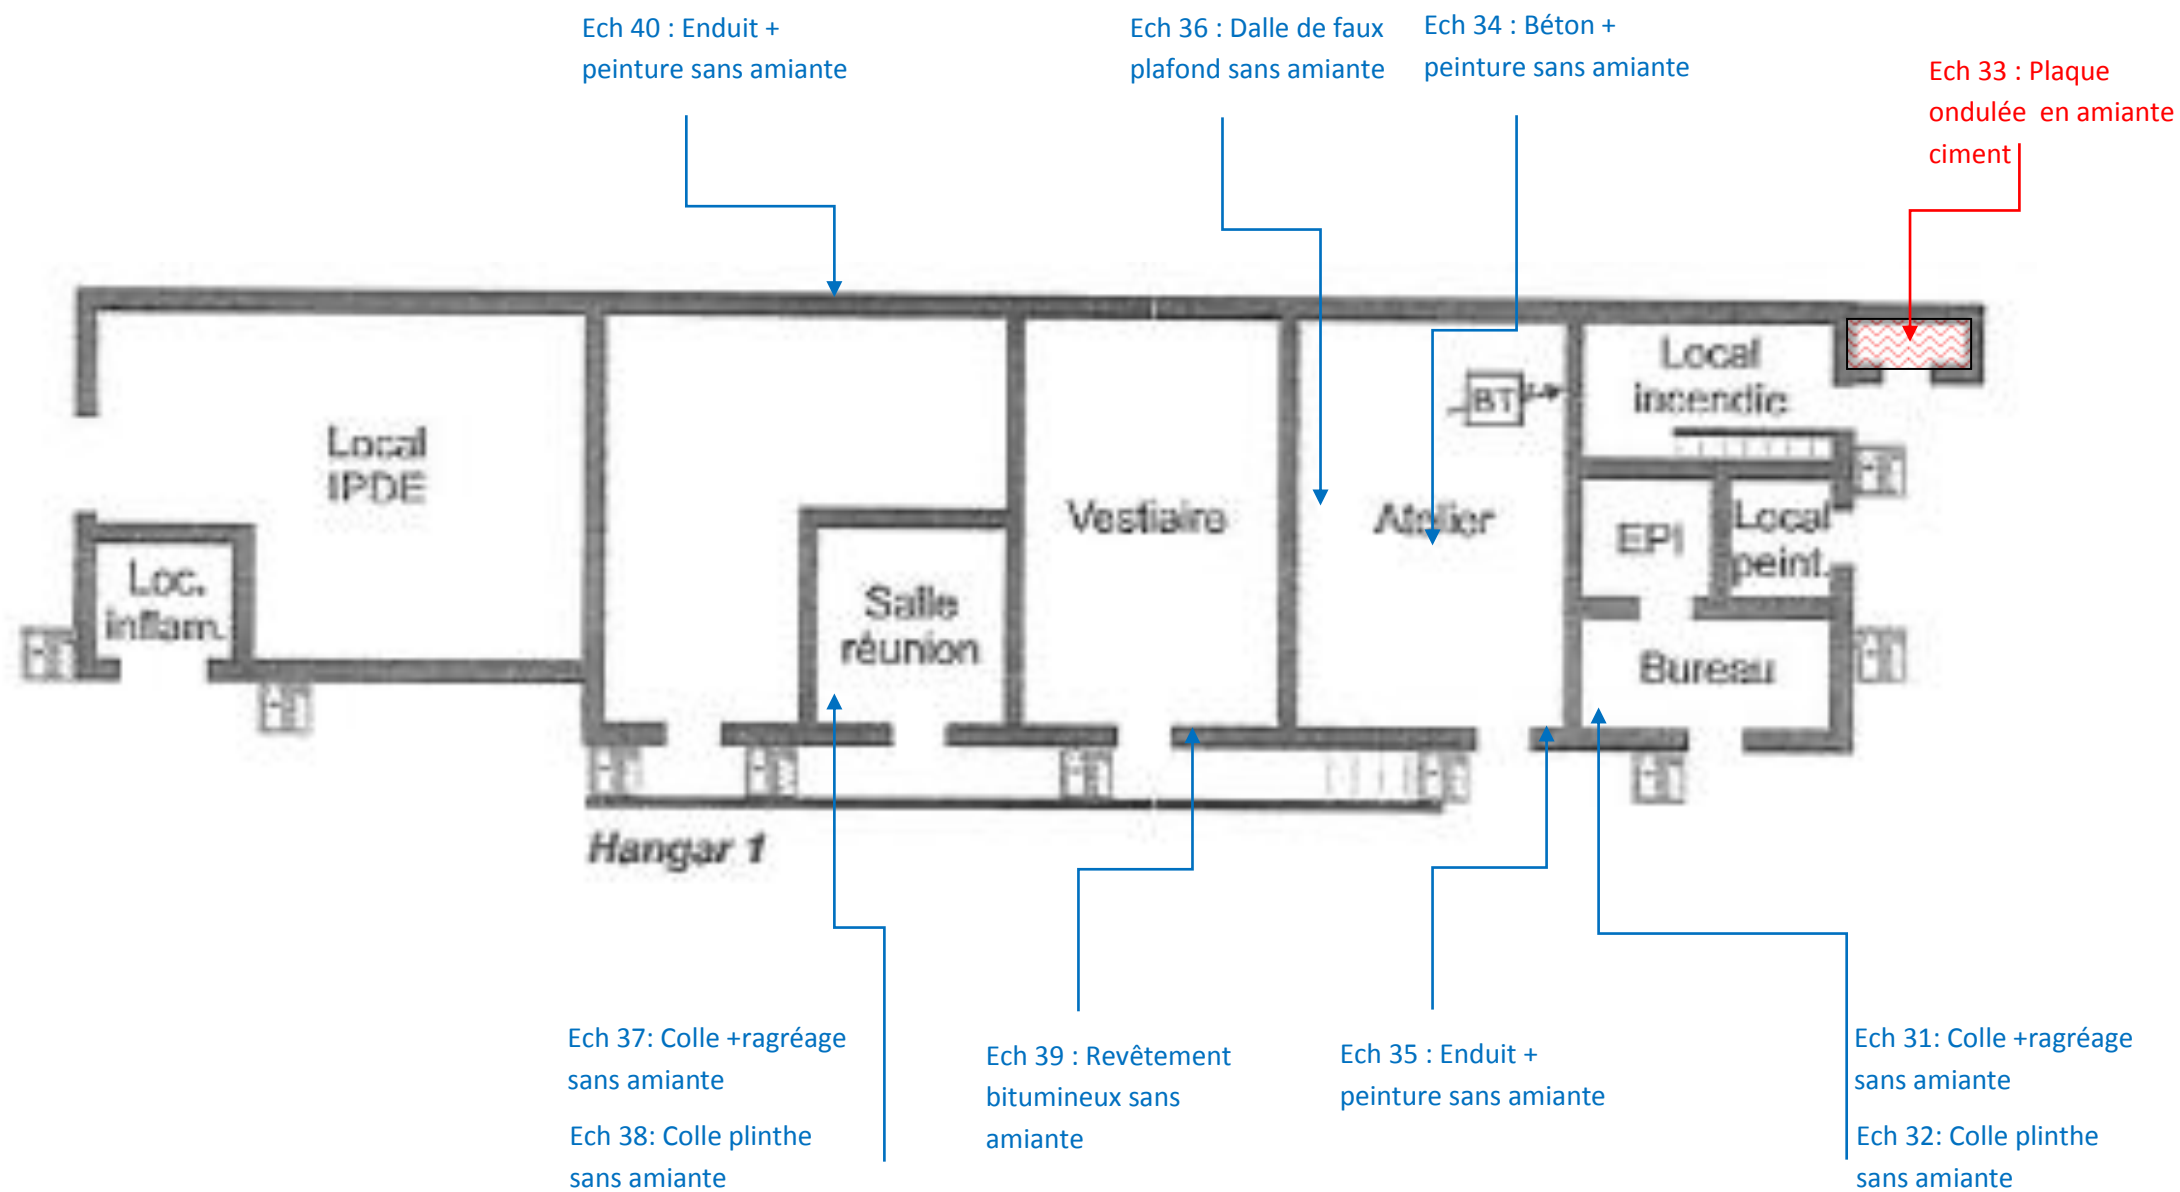 Ech 40 : Enduit +
peinture sans amiante
Ech 36 : Dalle de faux
plafond sans amiante
Ech 34 : Béton +
peinture sans amiante
Ech 33 : Plaque
ondulée  en amiante
ciment
Local
incendie
BT
Local
IPDE
Vestiaire
Atelier
EPI
Local
peint.
Loc.
inflam.
Salle
réunion
Bureau
Hangar 1
Ech 37: Colle +ragréage
sans amiante
Ech 38: Colle plinthe
sans amiante
Ech 39 : Revêtement
bitumineux sans
amiante
Ech 35 : Enduit +
peinture sans amiante
Ech 31: Colle +ragréage
sans amiante
Ech 32: Colle plinthe
sans amiante